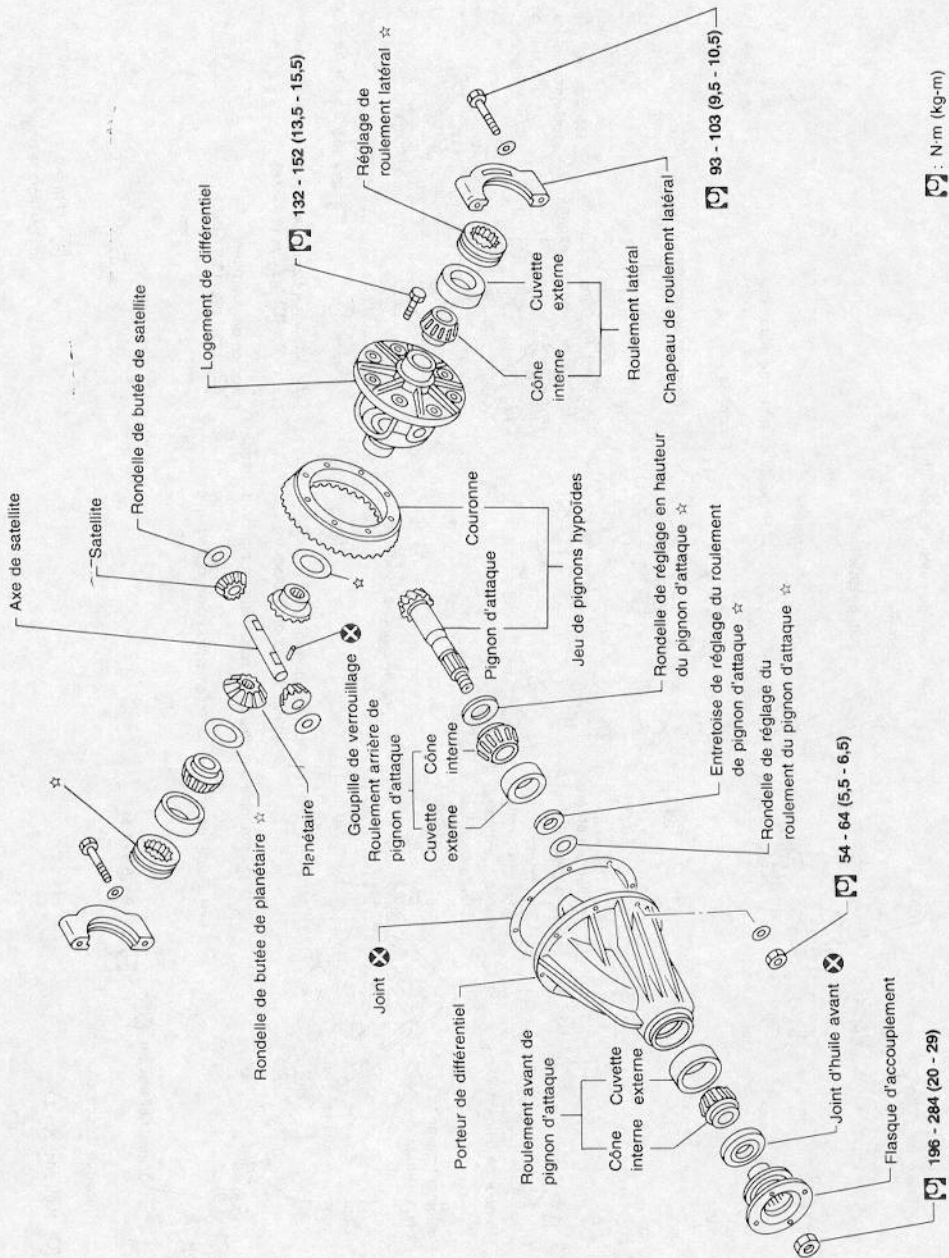 Axe de satellite
Satellite
Rondelle de butée de satellite
Logement de différentiel
132 - 152 (13,5 - 15,5)
Réglage de
roulement latéral ☆
☆
☆
Rondelle de butée de planétaire ☆
Planétaire
Goupille de verrouillage
Roulement arrière de
pignon d'attaque
Cuvette
externe
Cône
interne
Pignon d'attaque
Couronne
Jeu de pignons hypoïdes
Cône
interne
Cuvette
externe
Roulement latéral
Chapeau de roulement latéral
93 - 103 (9,5 - 10,5)
Rondelle de réglage en hauteur
du pignon d'attaque ☆
Entretoise de réglage du roulement
de pignon d'attaque ☆
Rondelle de réglage du
roulement du pignon d'attaque ☆
54 - 64 (5,5 - 6,5)
Joint
Porteur de différentiel
Roulement avant de
pignon d'attaque
Cône
interne
Cuvette
externe
Joint d'huile avant
Flasque d'accouplement
196 - 284 (20 - 29)
: N·m (kg-m)